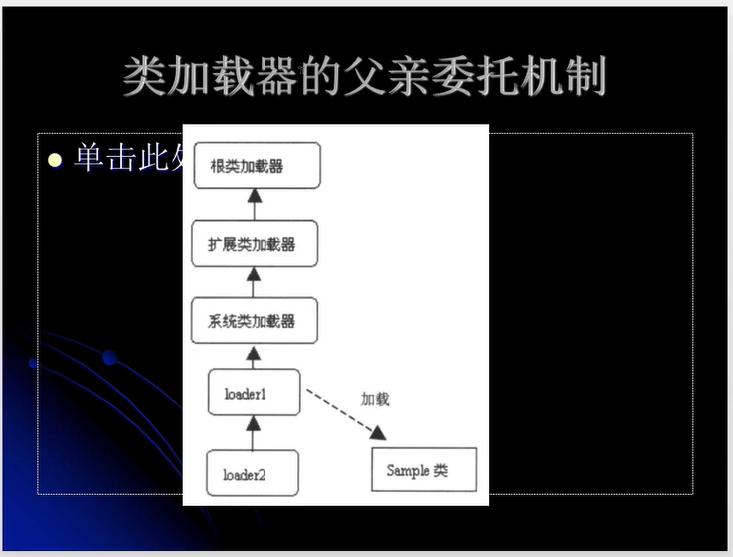 类加载器的父亲委托机制
单击此处
根类加载器
扩展类加载器
系统类加载器
loader1
加载
loader2
Sample 类